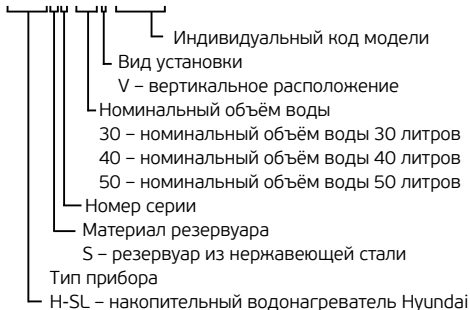 Индивидуальный код модели
Вид установки
V – вертикальное расположение
Номинальный объём воды
30 – номинальный объём воды 30 литров
40 – номинальный объём воды 40 литров
50 – номинальный объём воды 50 литров
Номер серии
Материал резервуара
S – резервуар из нержавеющей стали
Тип прибора
H-SL – накопительный водонагреватель Hyundai